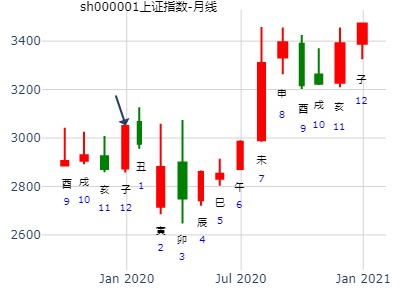 sh000001上证指数-月线
3400
3200
3000
2800
2600
酉
9
戌
10
亥
11
子
12
丑
1
寅
2
卯
3
辰
4
巳
5
午
6
未
7
申
8
酉
9
戌
10
亥
11
子
12
Jan 2020
Jul 2020
Jan 2021